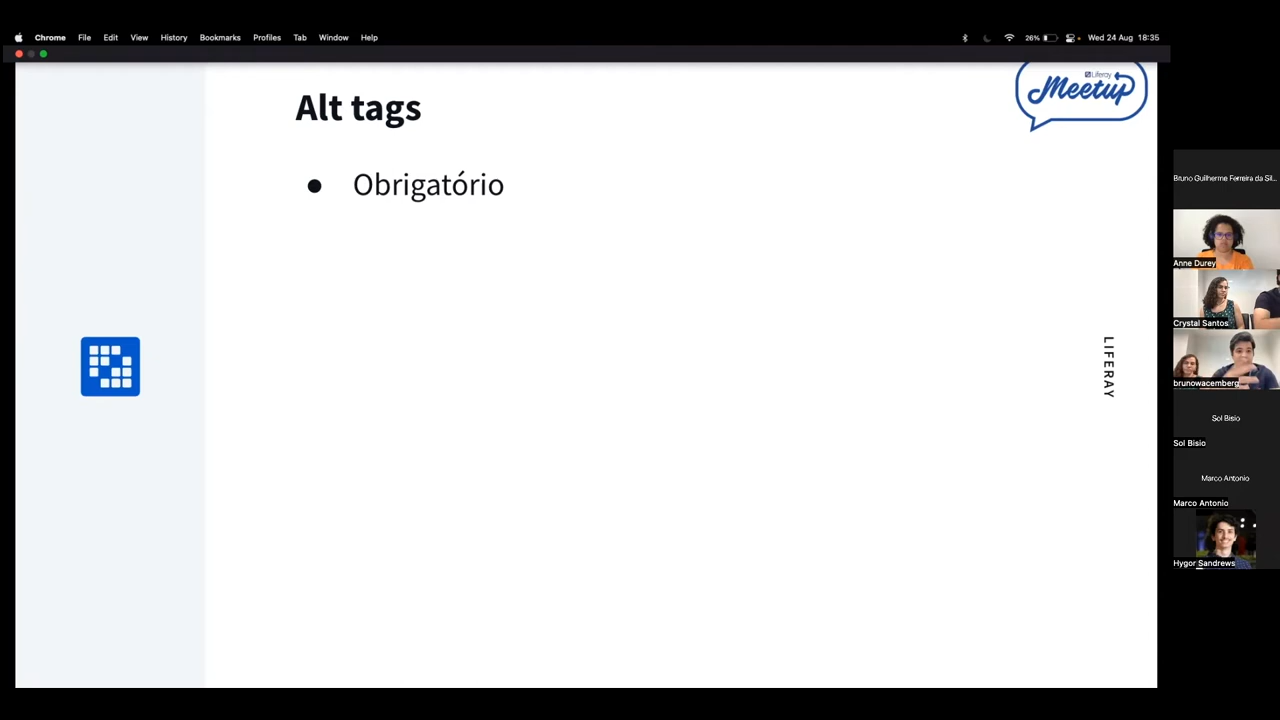 Chrome File Edit View History Bookmarks Profiles Tab Window Help
26% Wed 24 Aug 18:35
Liferay
Meetup
Alt tags
● Obrigatório
LIFERAY
Bruno Guilherme Ferreira da Sil...
Anne Durey
Crystal Santos
brunowacemberg
Sol Bisio
Sol Bisio
Marco Antonio
Marco Antonio
Hygor Sandrews